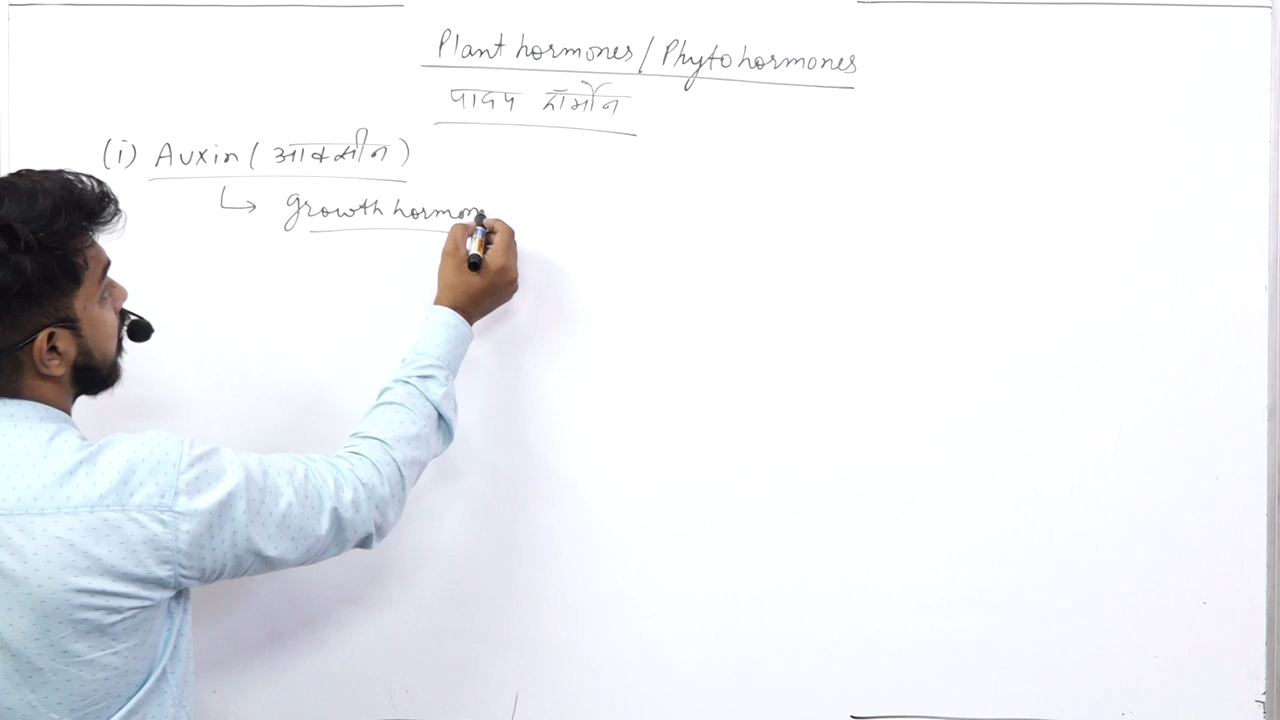 Plant hormones / Phytohormones
पादप हॉर्मोन
(i) Auxin ( आक्सीन )
↳ Growth hormon